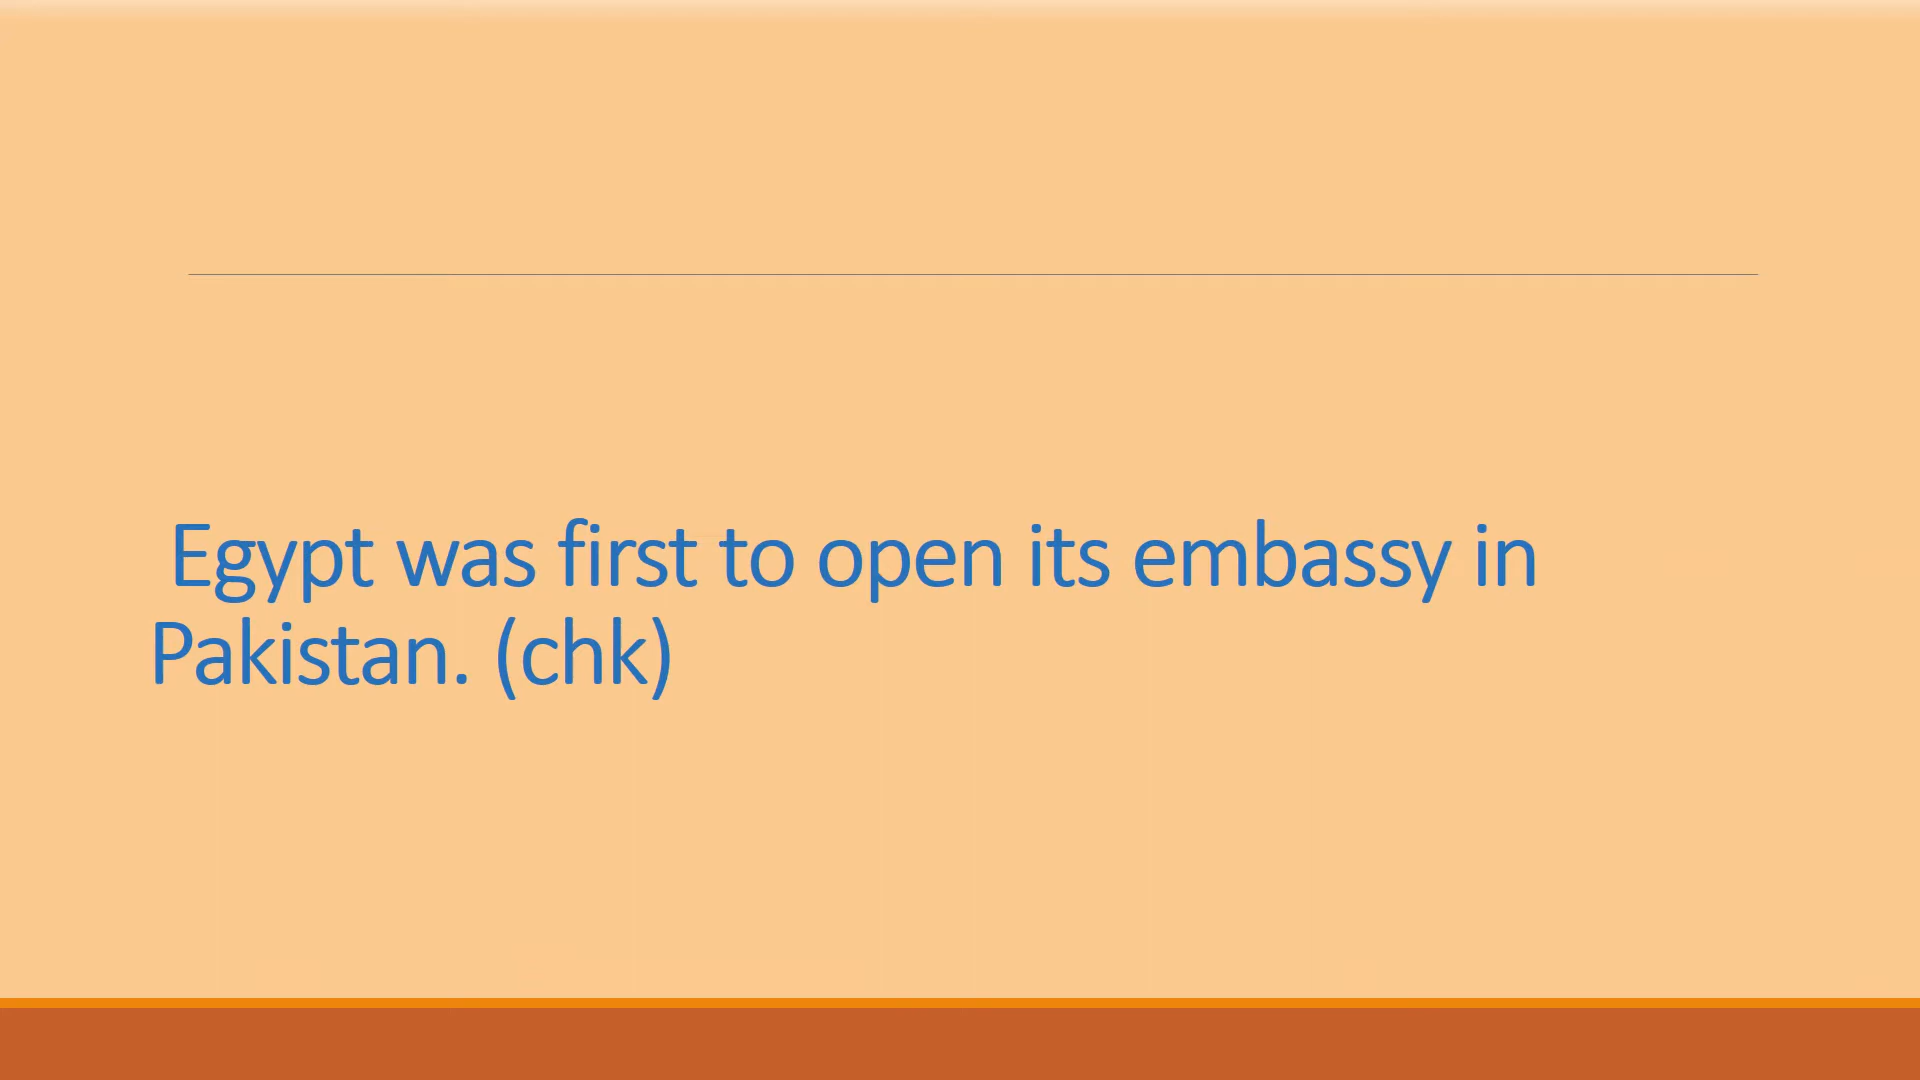 Egypt was first to open its embassy in
Pakistan. (chk)